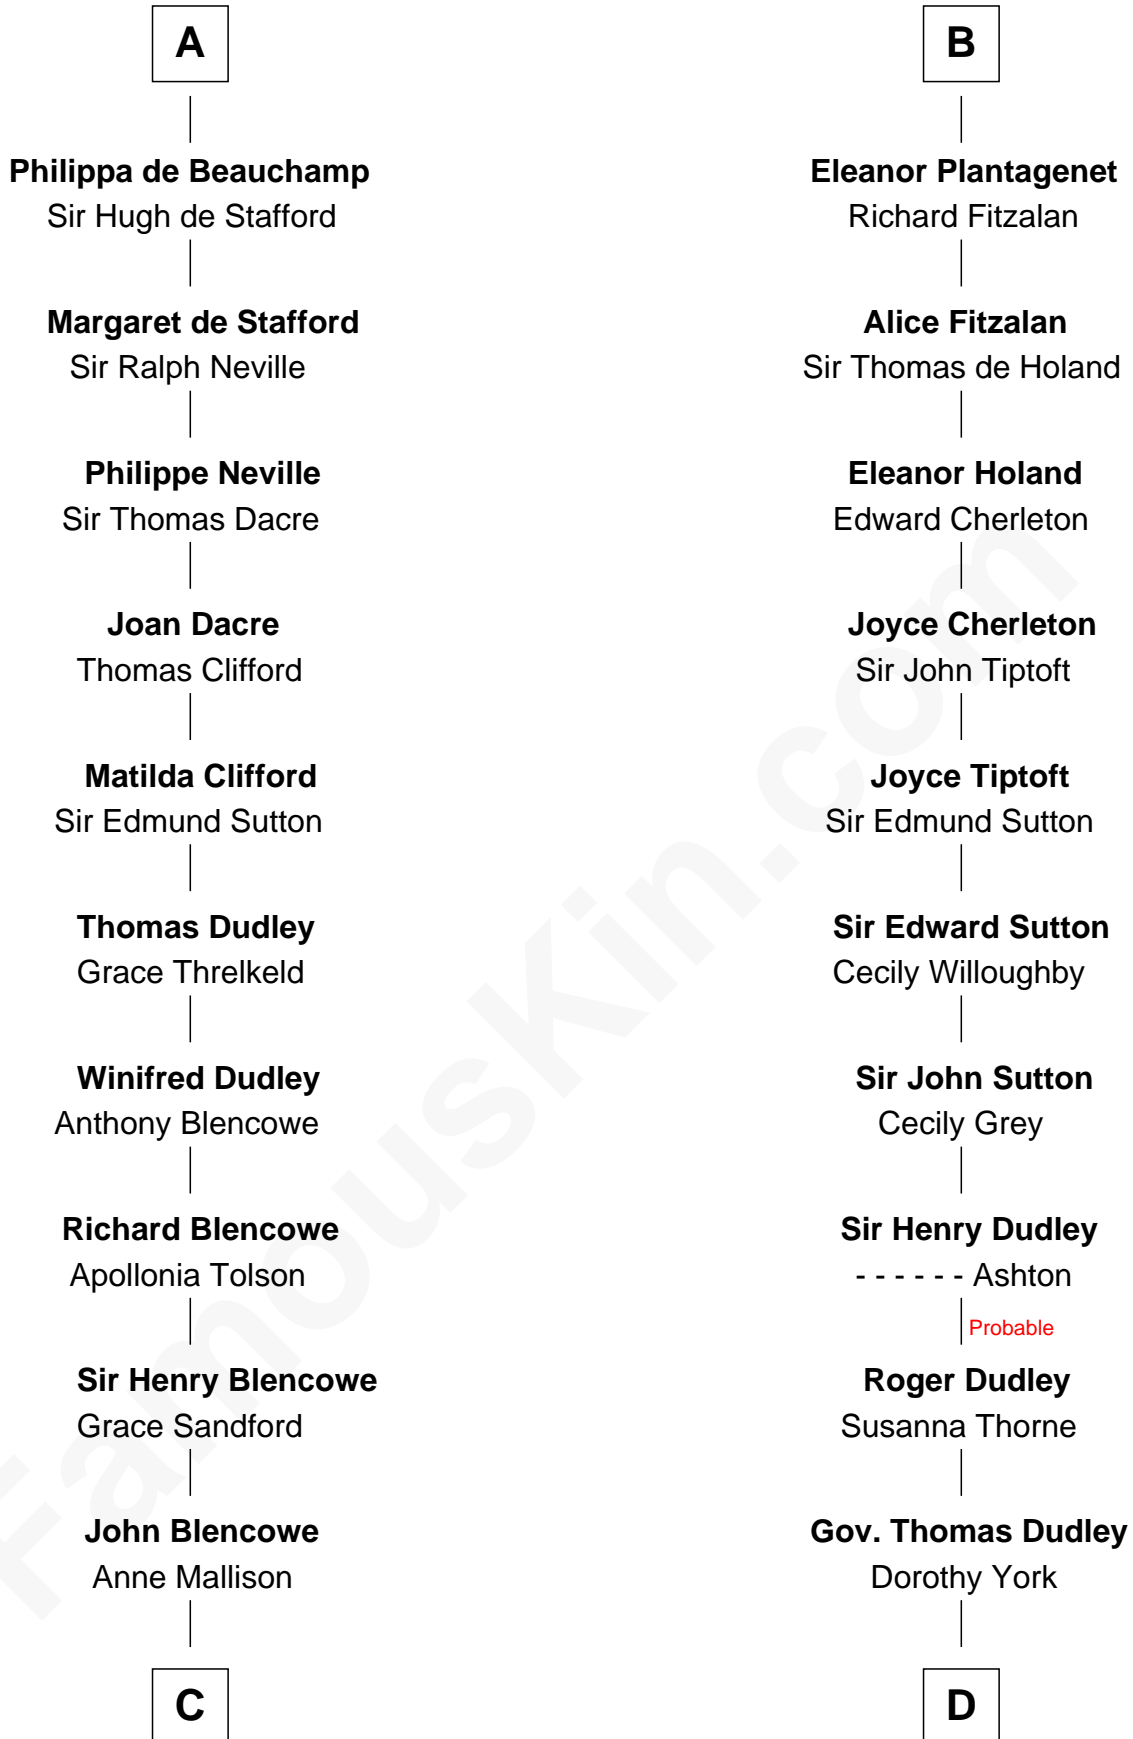 A
Philippa de Beauchamp
Sir Hugh de Stafford
Margaret de Stafford
Sir Ralph Neville
Philippe Neville
Sir Thomas Dacre
Joan Dacre
Thomas Clifford
Matilda Clifford
Sir Edmund Sutton
Thomas Dudley
Grace Threlkeld
Winifred Dudley
Anthony Blencowe
Richard Blencowe
Apollonia Tolson
Sir Henry Blencowe
Grace Sandford
John Blencowe
Anne Mallison
C
B
Eleanor Plantagenet
Richard Fitzalan
Alice Fitzalan
Sir Thomas de Holand
Eleanor Holand
Edward Cherleton
Joyce Cherleton
Sir John Tiptoft
Joyce Tiptoft
Sir Edmund Sutton
Sir Edward Sutton
Cecily Willoughby
Sir John Sutton
Cecily Grey
Sir Henry Dudley
- - - - - - Ashton
Probable
Roger Dudley
Susanna Thorne
Gov. Thomas Dudley
Dorothy York
D
FamousKin.com